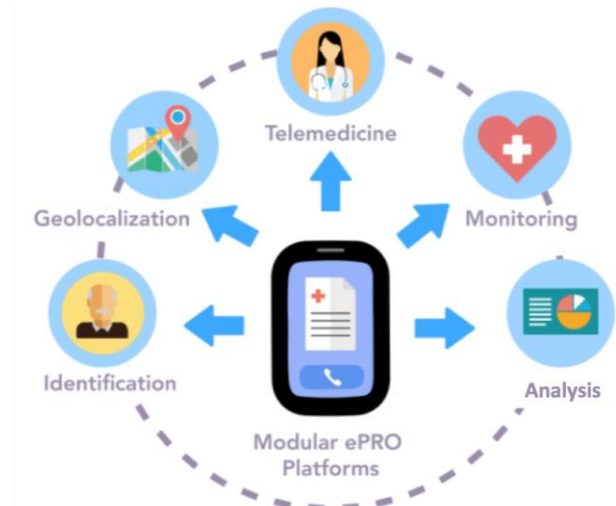 Telemedicine
Geolocalization
Monitoring
Identification
Analysis
Modular ePRO
Platforms